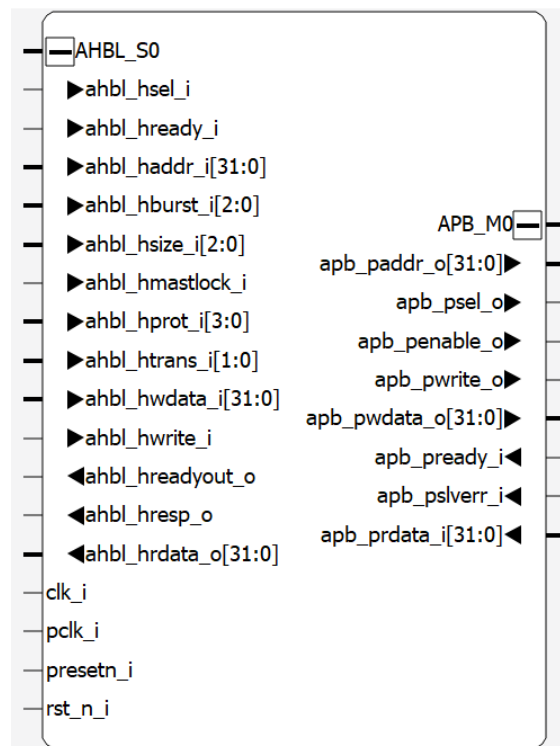 AHBL_S0
ahbl_hsel_i
ahbl_hready_i
ahbl_haddr_i[31:0]
ahbl_hburst_i[2:0]
ahbl_hsize_i[2:0]
ahbl_hmastlock_i
ahbl_hprot_i[3:0]
ahbl_htrans_i[1:0]
ahbl_hwdata_i[31:0]
ahbl_hwrite_i
ahbl_hreadyout_o
ahbl_hresp_o
ahbl_hrdata_o[31:0]
clk_i
pclk_i
presetn_i
rst_n_i
APB_M0
apb_paddr_o[31:0]
apb_psel_o
apb_penable_o
apb_pwrite_o
apb_pwdata_o[31:0]
apb_pready_i
apb_pslverr_i
apb_prdata_i[31:0]